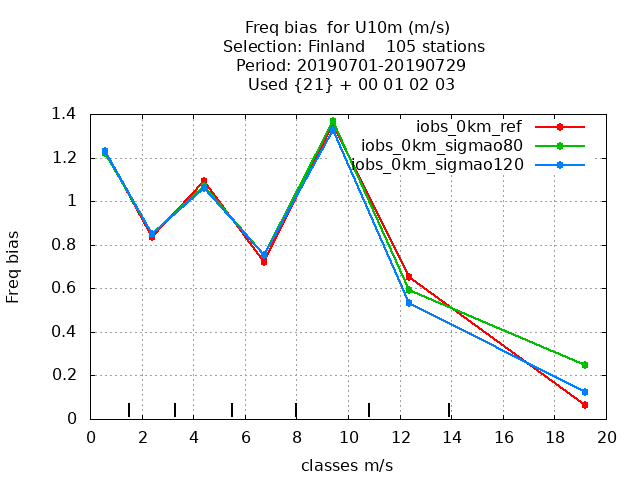 Freq bias  for U10m (m/s)
Selection: Finland    105 stations
Period: 20190701-20190729
Used {21} + 00 01 02 03
iobs_0km_ref
iobs_0km_sigmao80
iobs_0km_sigmao120
Freq bias
1.4
1.2
1
0.8
0.6
0.4
0.2
0
0 2 4 6 8 10 12 14 16 18 20
classes m/s